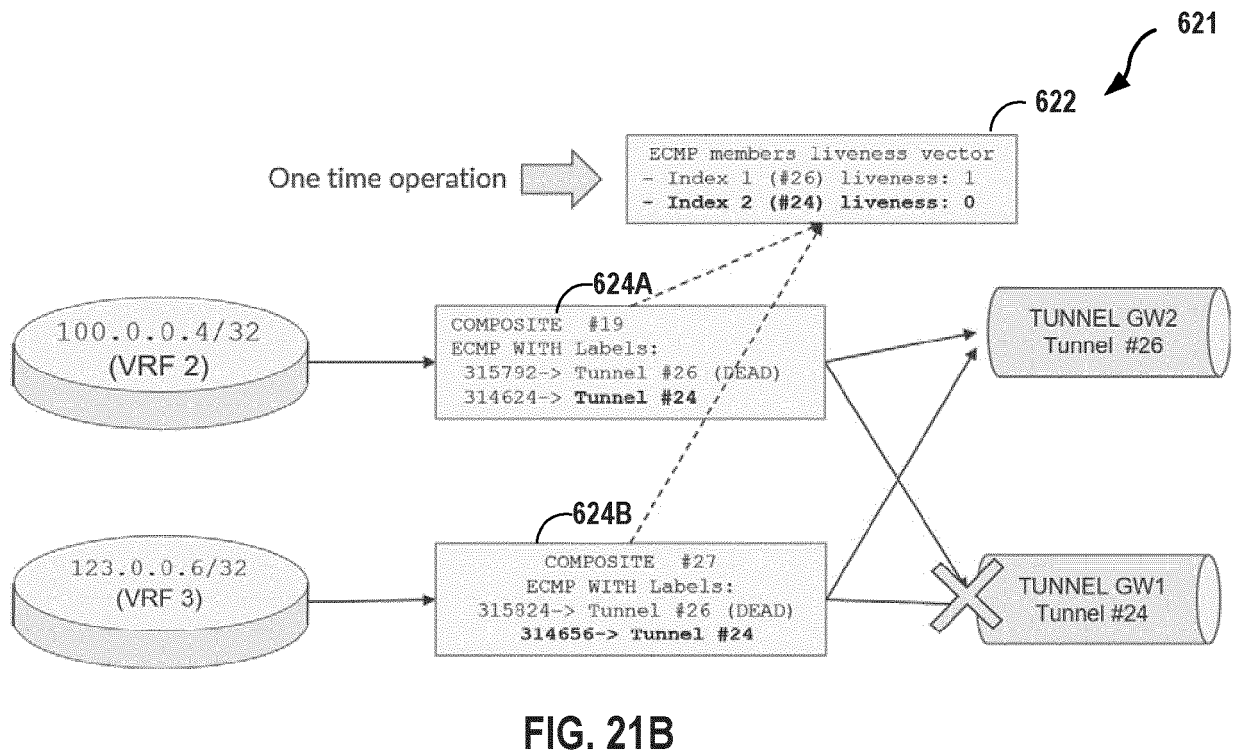 621
622
ECMP members liveness vector
- Index 1 (#26) liveness: 1
- Index 2 (#24) liveness: 0
One time operation
624A
100.0.0.4/32
(VRF 2)
COMPOSITE #19
ECMP WITH Labels:
315792-> Tunnel #26 (DEAD)
314624-> Tunnel #24
TUNNEL GW2
Tunnel #26
624B
123.0.0.6/32
(VRF 3)
COMPOSITE #27
ECMP WITH Labels:
315824-> Tunnel #26 (DEAD)
314656-> Tunnel #24
TUNNEL GW1
Tunnel #24
FIG. 21B